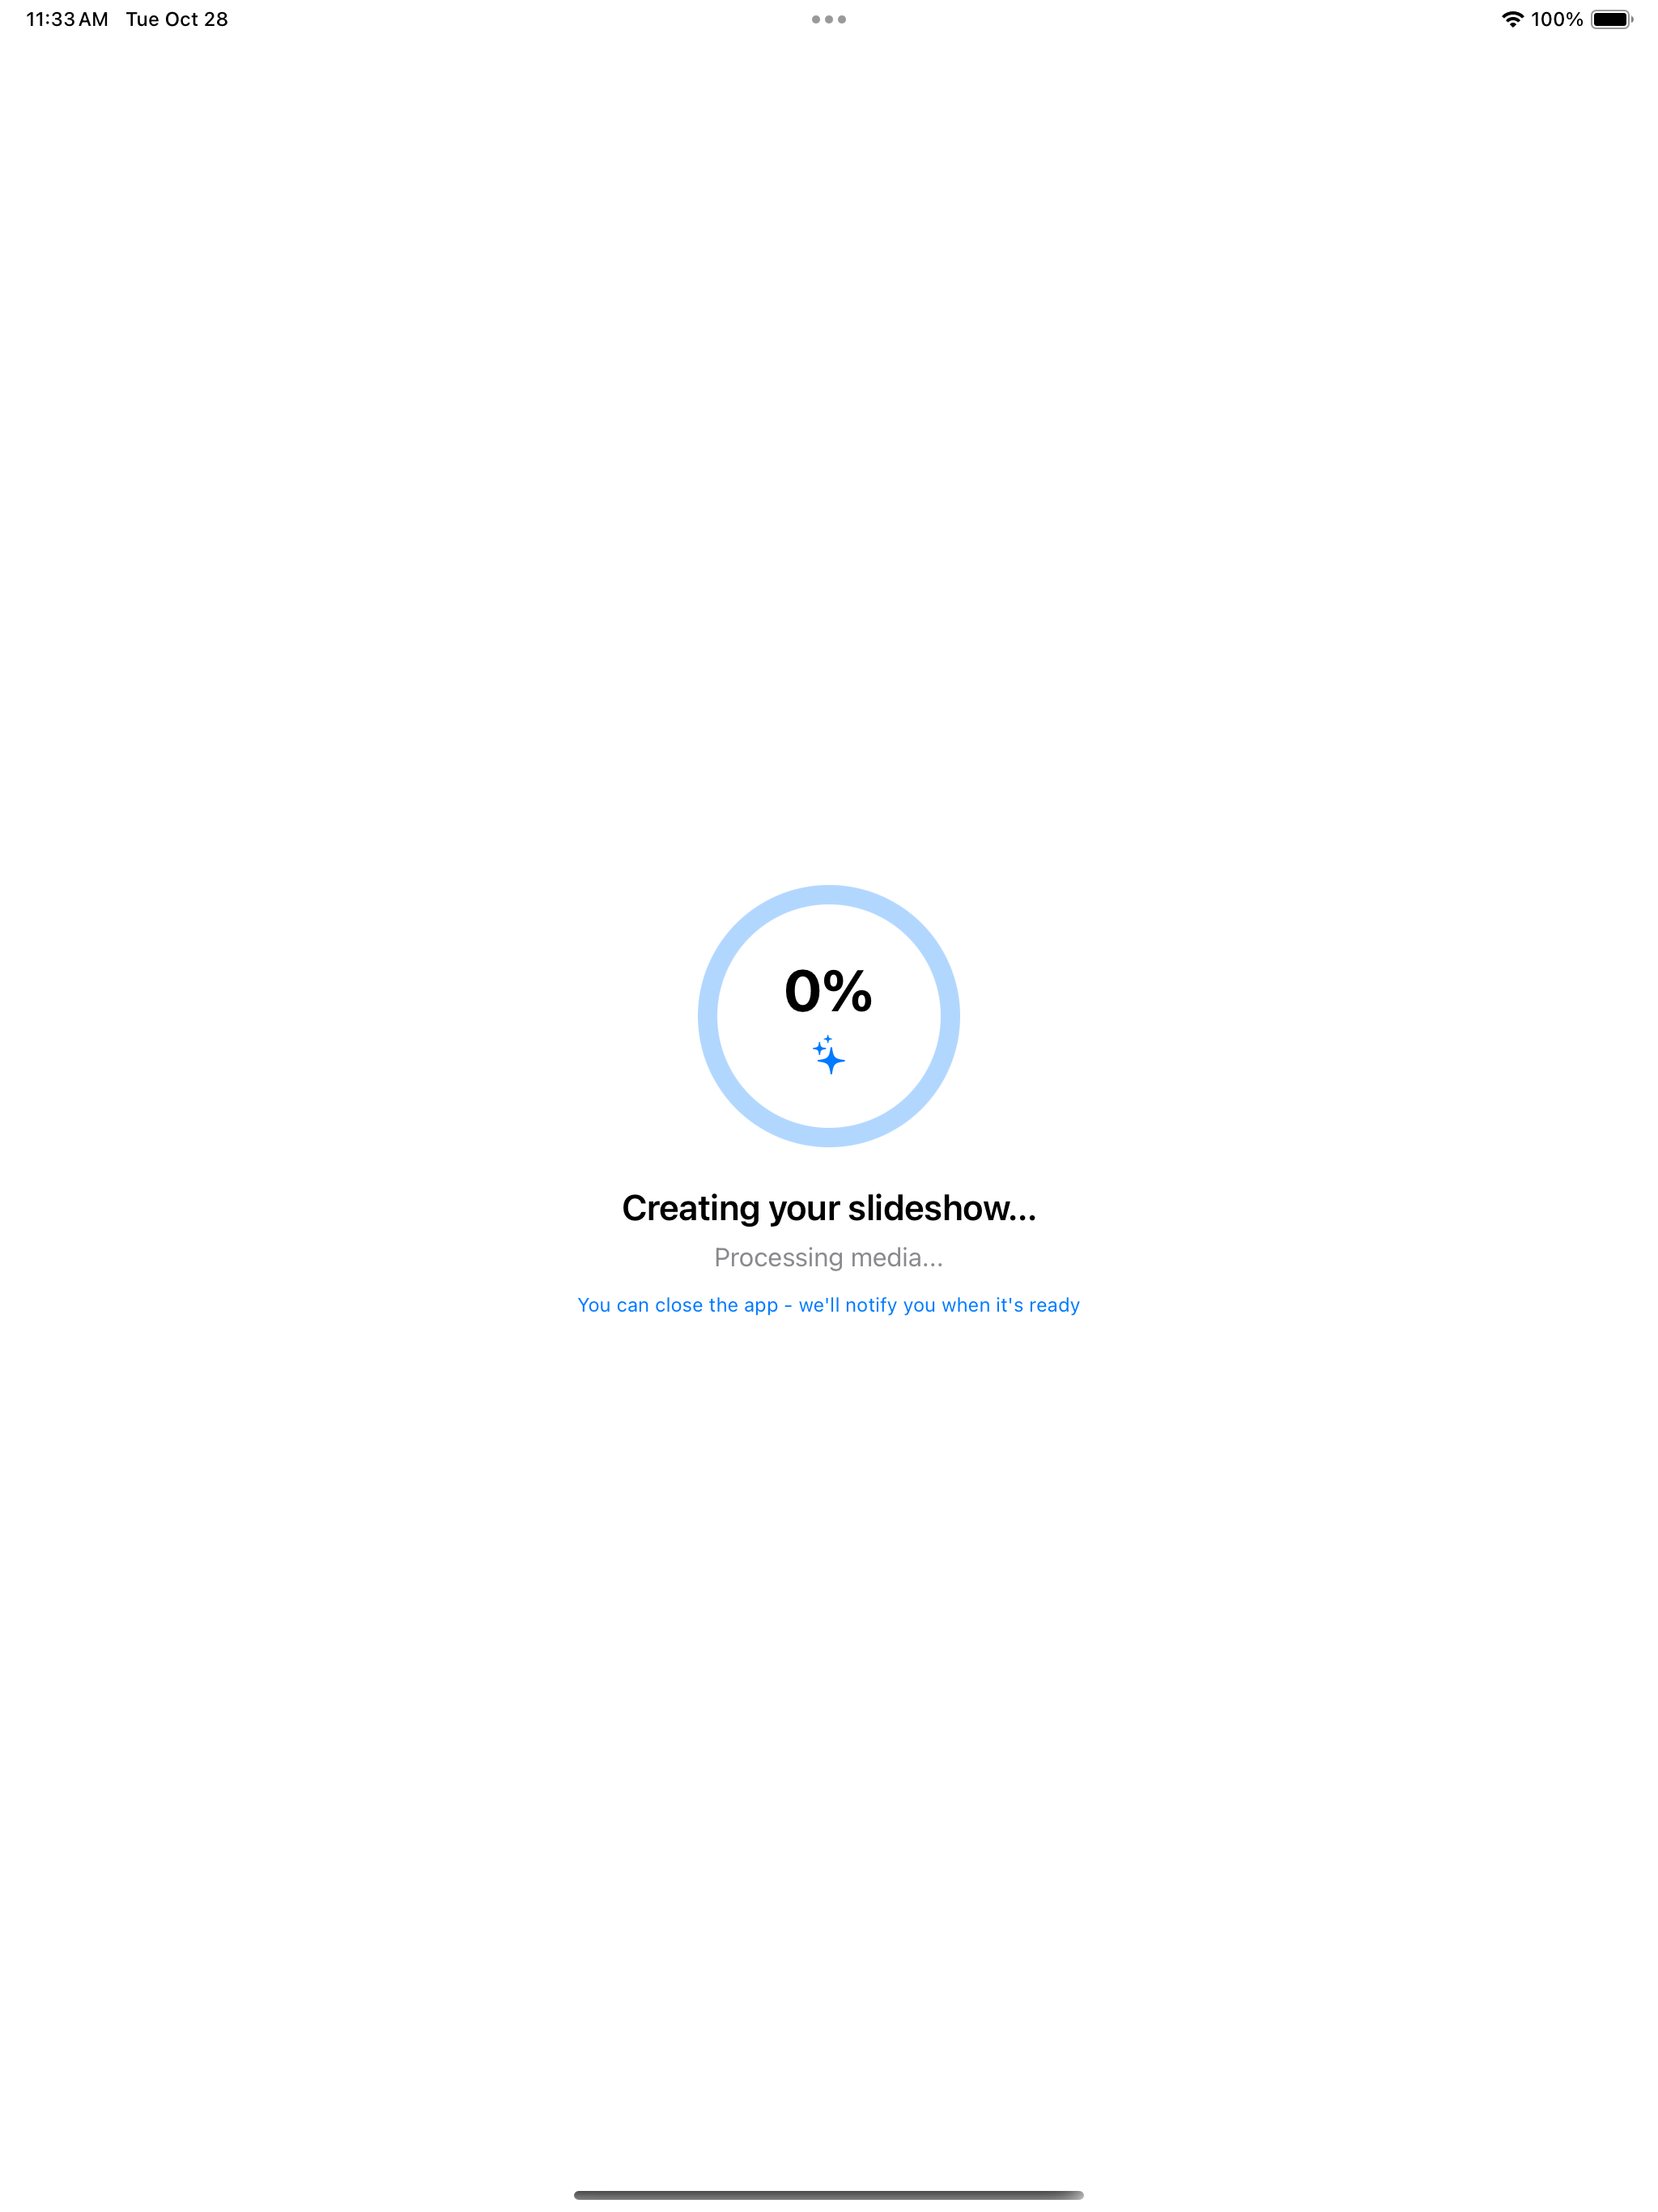 11:33 AM Tue Oct 28
100%
0%
Creating your slideshow...
Processing media...
You can close the app - we'll notify you when it's ready